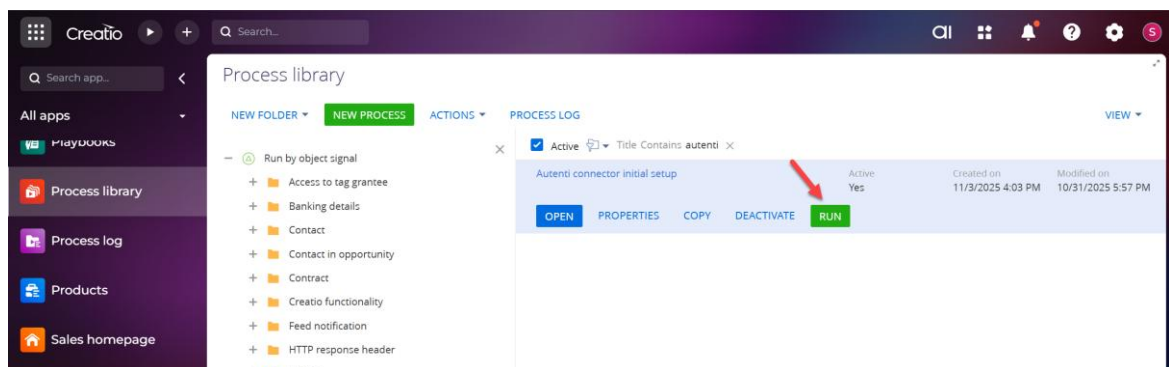 Creatio
Search...
ai
S
Search app...
Process library
All apps
NEW FOLDER
NEW PROCESS
ACTIONS
PROCESS LOG
VIEW
Playbooks
Run by object signal
Active
Title Contains autenti
Access to tag grantee
Autenti connector initial setup
Active
Created on
Modified on
Yes
11/3/2025 4:03 PM
10/31/2025 5:57 PM
Process library
Banking details
OPEN
PROPERTIES
COPY
DEACTIVATE
RUN
Contact
Process log
Contact in opportunity
Contract
Products
Creatio functionality
Feed notification
Sales homepage
HTTP response header